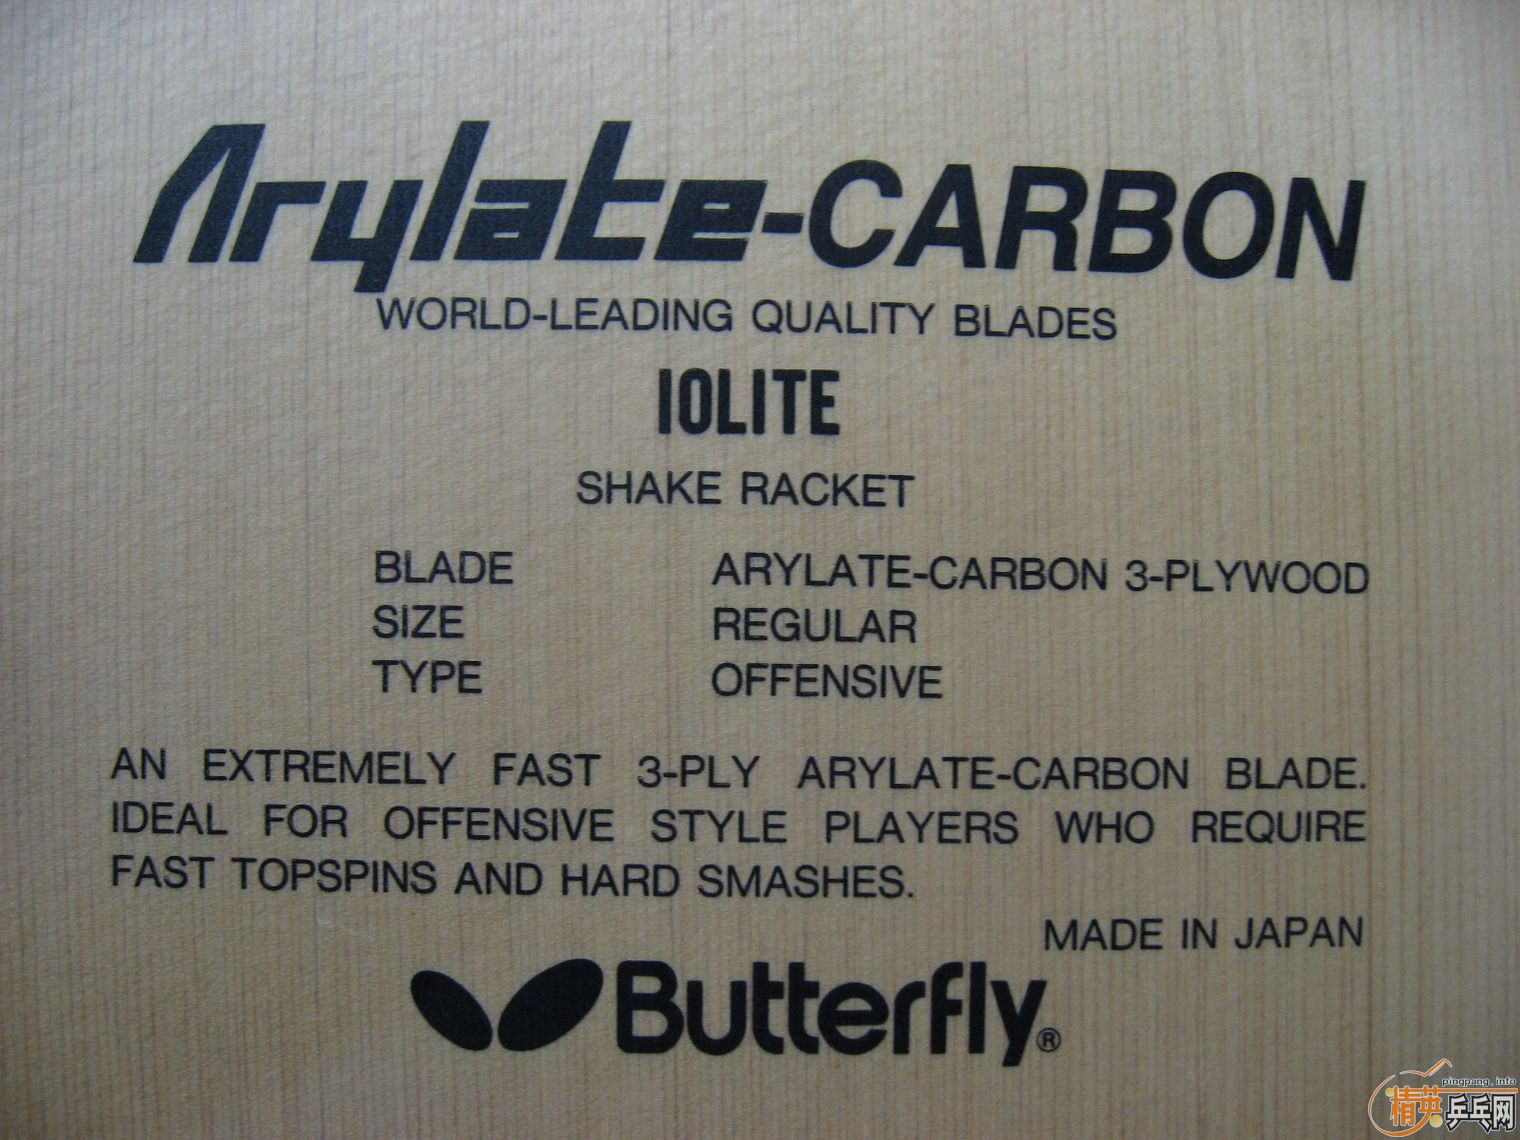 Arylate-CARBON
WORLD-LEADING QUALITY BLADES
IOLITE
SHAKE RACKET
BLADE ARYLATE-CARBON 3-PLYWOOD
SIZE REGULAR
TYPE OFFENSIVE
AN EXTREMELY FAST 3-PLY ARYLATE-CARBON BLADE.
IDEAL FOR OFFENSIVE STYLE PLAYERS WHO REQUIRE
FAST TOPSPINS AND HARD SMASHES.
MADE IN JAPAN
Butterfly®
pingpang.info
精英乒乓网